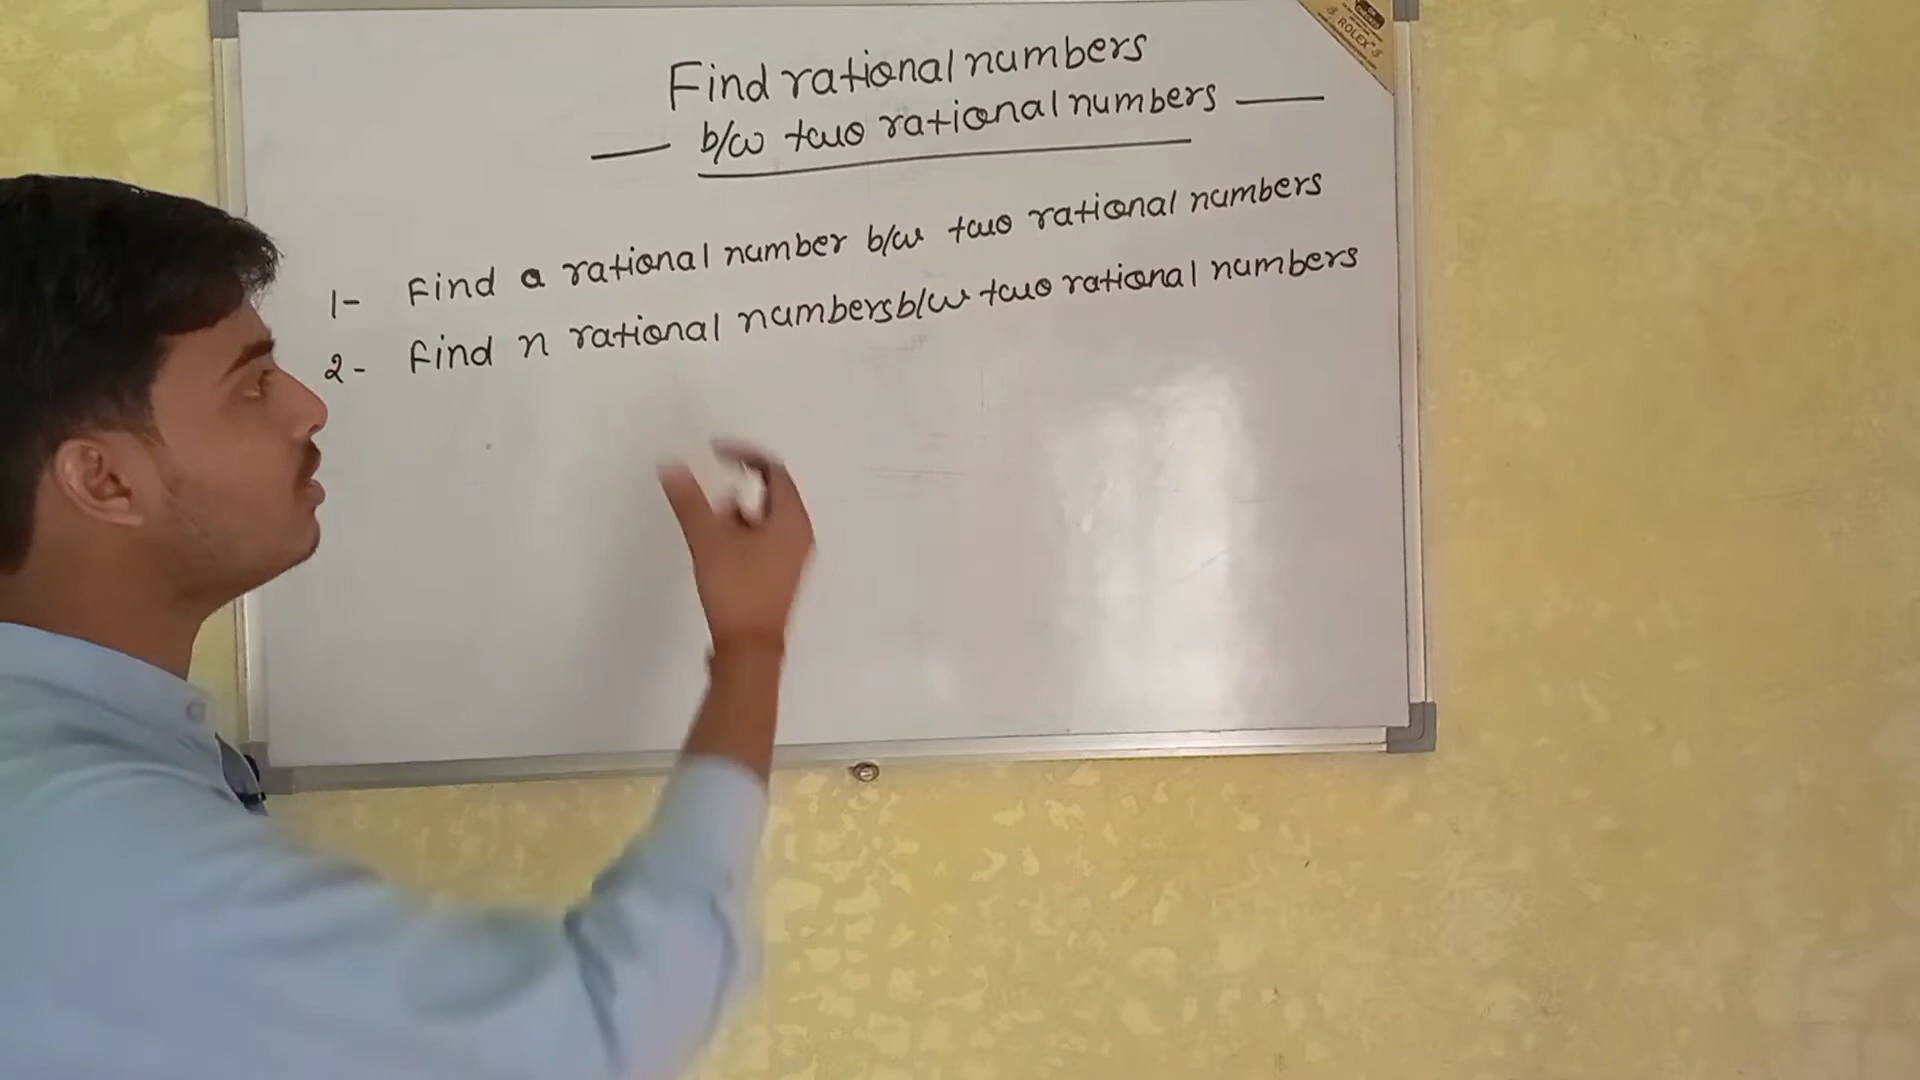 Find rational numbers
b/w two rational numbers
1- Find a rational number b/w two rational numbers
2- Find n rational numbers b/w two rational numbers
ROLEX